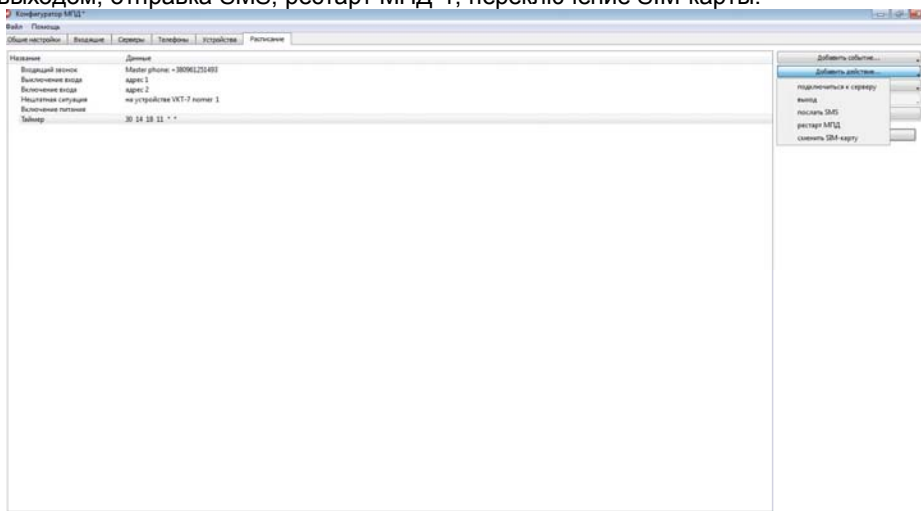 выходом, отправка SMS, рестарт МПД-1, переключение SIM-карты.
Конфигуратор МПД*
Файл Помощь
Общие настройки Входящие Серверы Телефоны Устройства Расписание
Название Данные
Входящий звонок Master phone: +380961251493
Выключение входа адрес 1
Включение входа адрес 2
Нештатная ситуация на устройстве VKT-7 nomer 1
Включение питания
Таймер 30 14 18 11 * *
Добавить событие...
Добавить действие...
подключиться к серверу
выход
послать SMS
рестарт МПД
сменить SIM-карту